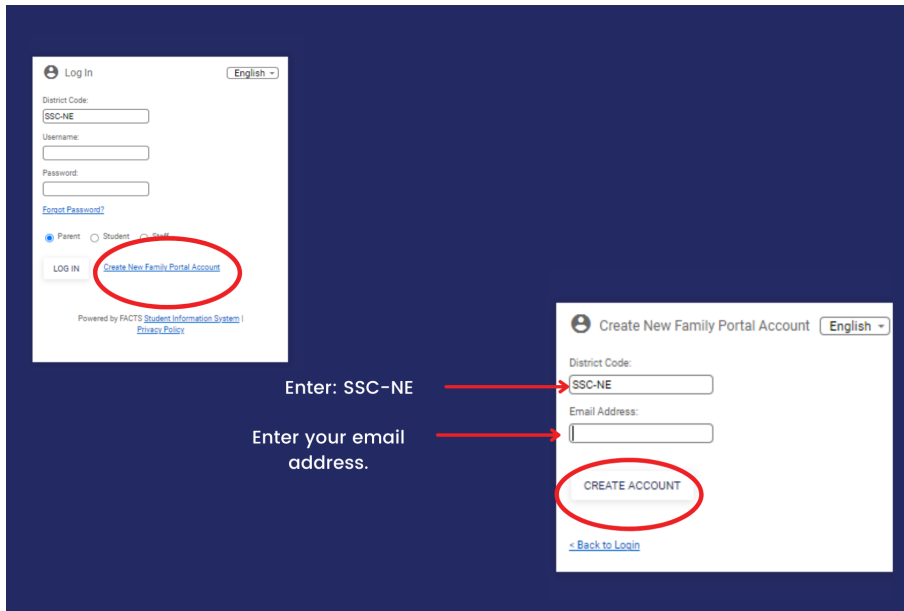 Log In
English
District Code:
SSC-NE
Username:
Password:
Forgot Password?
Parent Student Staff
LOG IN Create New Family Portal Account
Powered by FACTS Student Information System |
Privacy Policy
Enter: SSC-NE
Enter your email
address.
Create New Family Portal Account English
District Code:
SSC-NE
Email Address:
CREATE ACCOUNT
< Back to Login